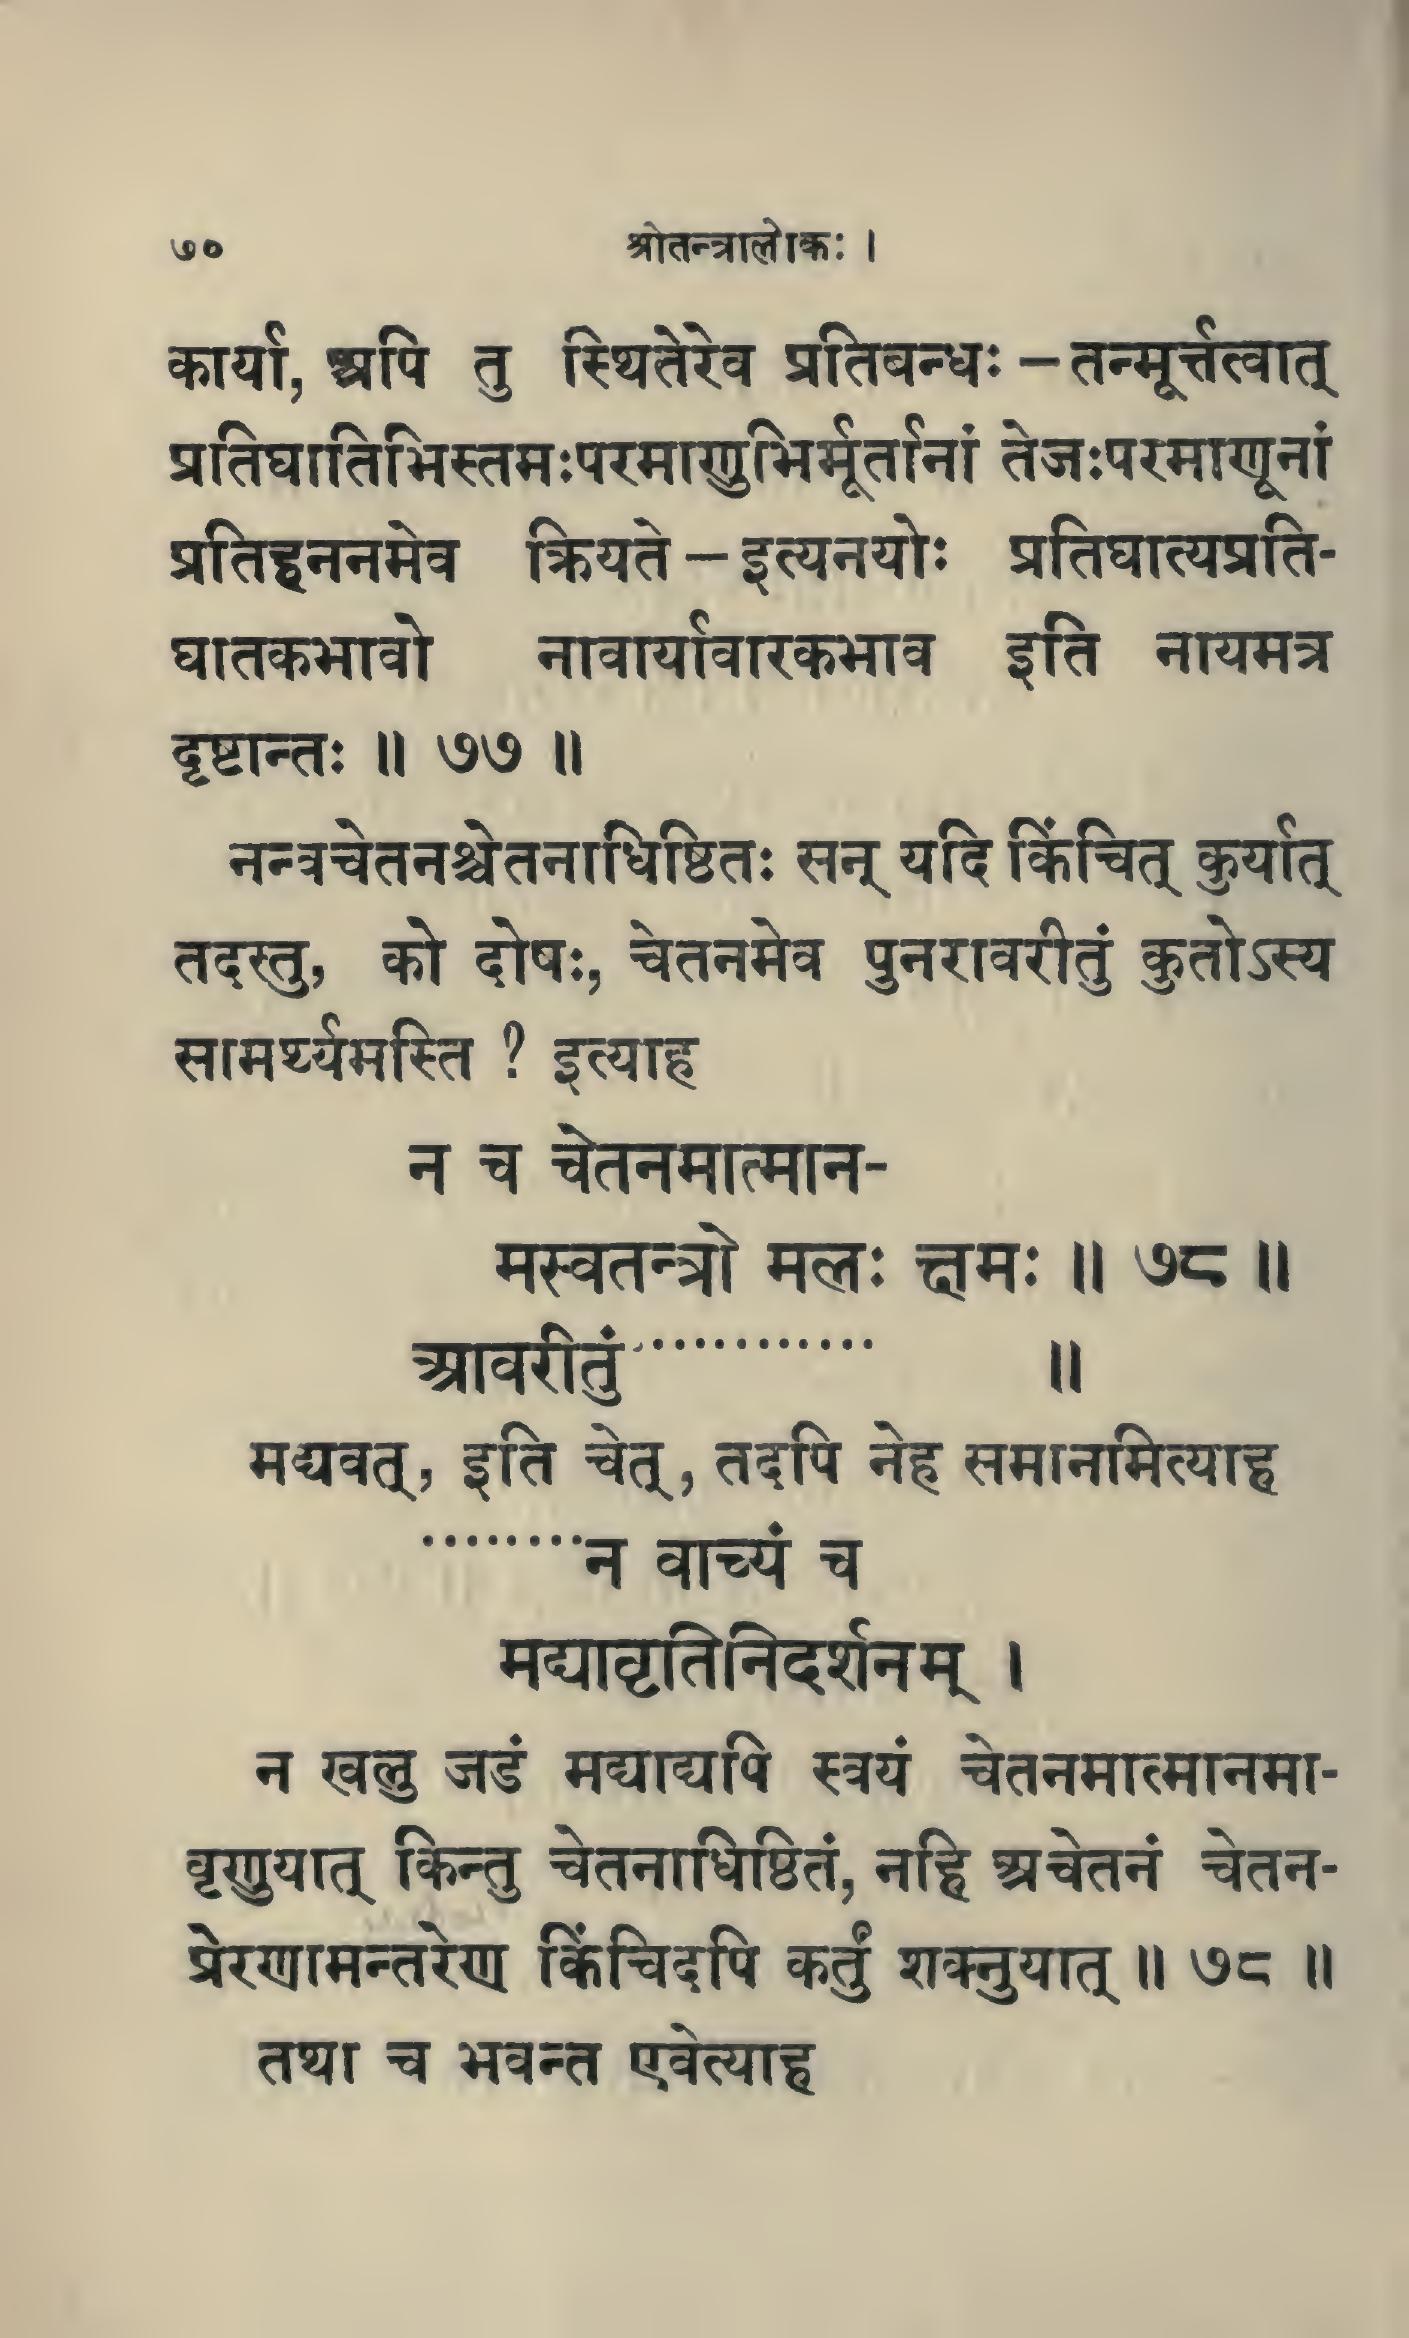 ७० श्रीतन्त्रालोकः ।
कार्या, अपि तु स्थितेरेव प्रतिबन्धः – तन्मूर्त्तत्वात्
प्रतिघातिभिस्तमःपरमाणुभिर्मूर्तानां तेजःपरमाणूनां
प्रतिहननमेव क्रियते – इत्यनयोः प्रतिघात्यप्रति-
घातकभावो नावार्यावारकभाव इति नायमत्र
दृष्टान्तः ॥ ७७ ॥
नन्वचेतनश्चेतनाधिष्ठितः सन् यदि किंचित् कुर्यात्
तदस्तु, को दोषः, चेतनमेव पुनरावरीतुं कुतोऽस्य
सामर्थ्यमस्ति ? इत्याह
न च चेतनमात्मान-
मस्वतन्त्रो मलः क्षमः ॥ ७८ ॥
आवरीतुं............ ॥
मद्यवत्, इति चेत्, तदपि नेह समानमित्याह
........न वाच्यं च
मद्यावृतिनिदर्शनम् ।
न खलु जडं मद्याद्यपि स्वयं चेतनमात्मानमा-
वृणुयात् किन्तु चेतनाधिष्ठितं, नहि अचेतनं चेतन-
प्रेरणामन्तरेण किंचिदपि कर्तुं शक्नुयात् ॥ ७८ ॥
तथा च भवन्त एवेत्याह